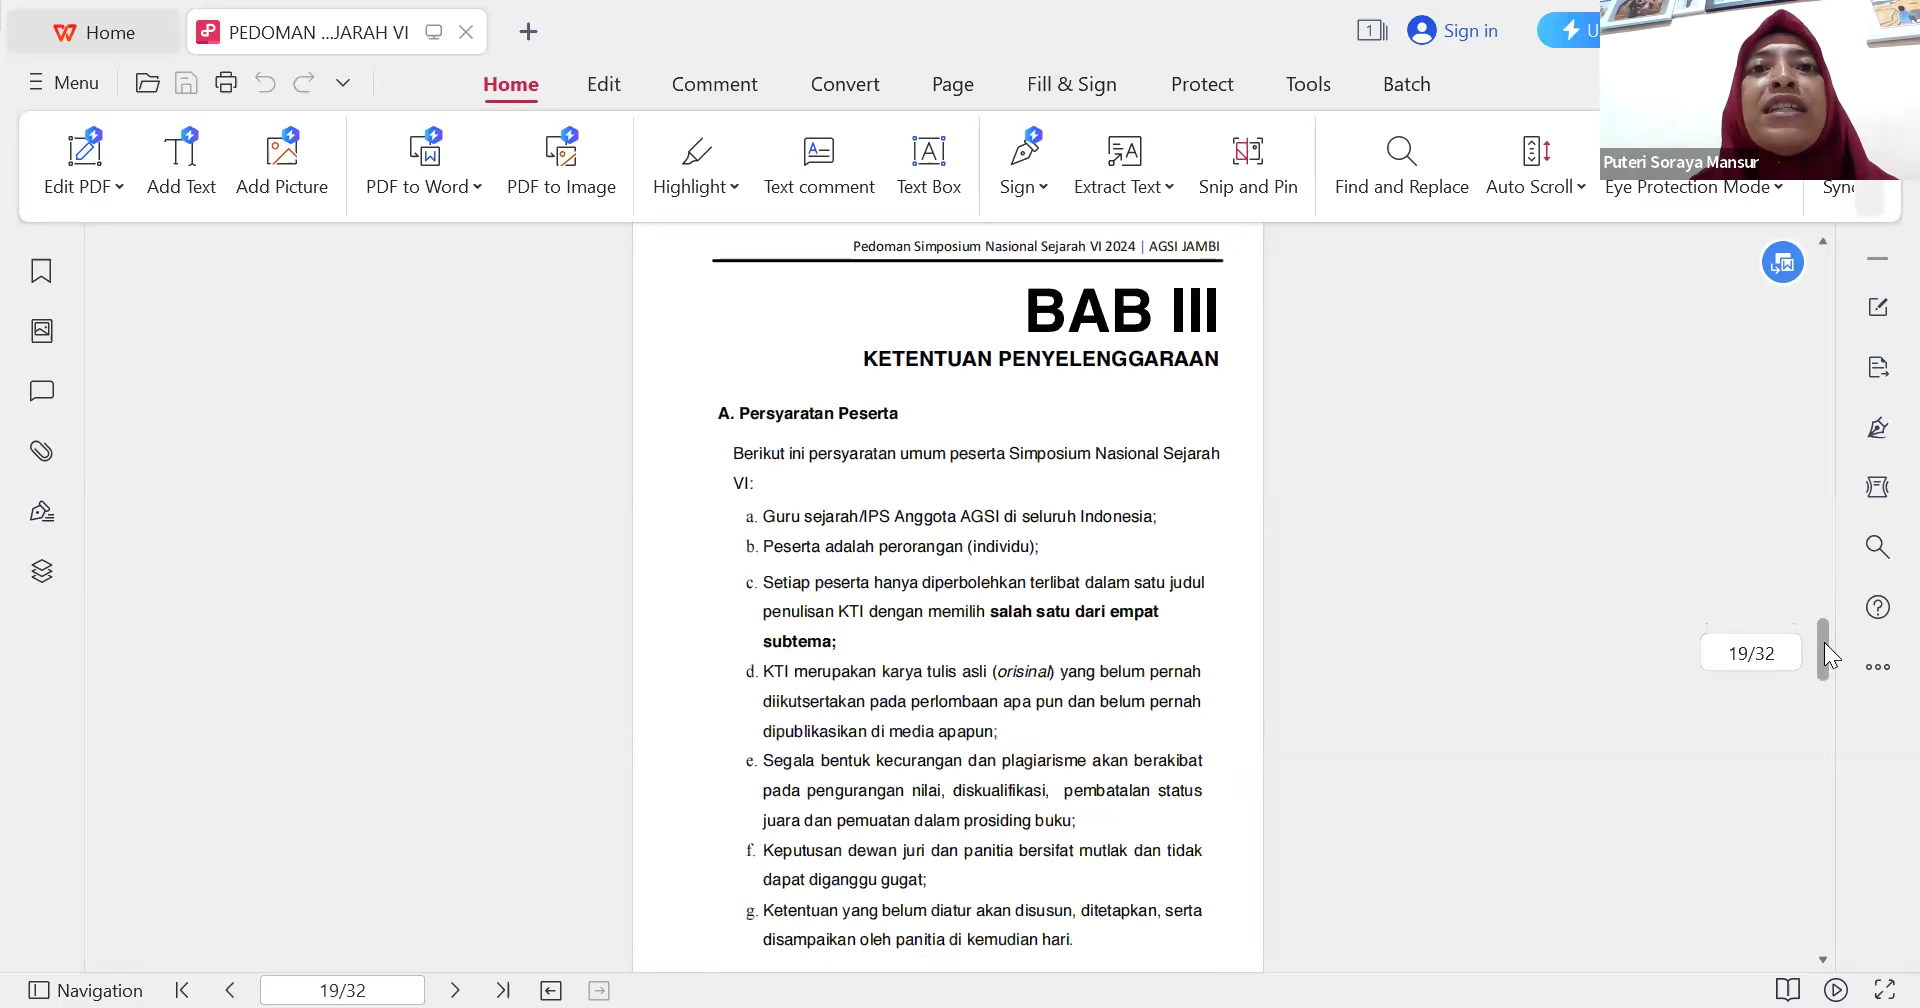 Home
PEDOMAN ...JARAH VI
1
Sign in
U
Menu
Home
Edit
Comment
Convert
Page
Fill & Sign
Protect
Tools
Batch
Edit PDF
Add Text
Add Picture
PDF to Word
PDF to Image
Highlight
Text comment
Text Box
Sign
Extract Text
Snip and Pin
Find and Replace
Auto Scroll
Eye Protection Mode
Puteri Soraya Mansur
Pedoman Simposium Nasional Sejarah VI 2024 | AGSI JAMBI
BAB III
KETENTUAN PENYELENGGARAAN
A. Persyaratan Peserta
Berikut ini persyaratan umum peserta Simposium Nasional Sejarah
VI:
a. Guru sejarah/IPS Anggota AGSI di seluruh Indonesia;
b. Peserta adalah perorangan (individu);
c. Setiap peserta hanya diperbolehkan terlibat dalam satu judul
penulisan KTI dengan memilih salah satu dari empat
subtema;
d. KTI merupakan karya tulis asli (orisinal) yang belum pernah
diikutsertakan pada perlombaan apa pun dan belum pernah
dipublikasikan di media apapun;
e. Segala bentuk kecurangan dan plagiarisme akan berakibat
pada pengurangan nilai, diskualifikasi, pembatalan status
juara dan pemuatan dalam prosiding buku;
f. Keputusan dewan juri dan panitia bersifat mutlak dan tidak
dapat diganggu gugat;
g. Ketentuan yang belum diatur akan disusun, ditetapkan, serta
disampaikan oleh panitia di kemudian hari.
19/32
Navigation
19/32